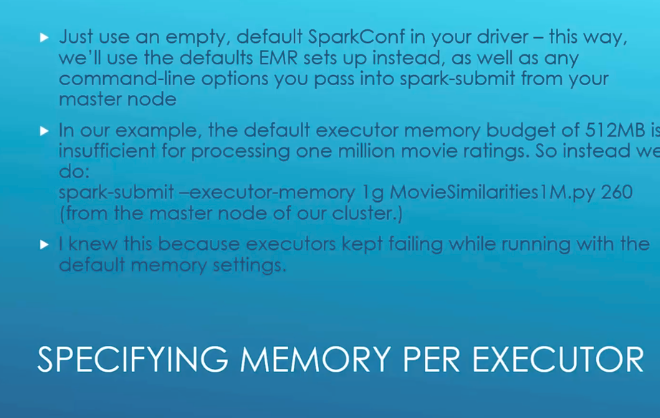 Just use an empty, default SparkConf in your driver – this way,
we'll use the defaults EMR sets up instead, as well as any
command-line options you pass into spark-submit from your
master node
In our example, the default executor memory budget of 512MB is
insufficient for processing one million movie ratings. So instead we
do:
spark-submit –executor-memory 1g MovieSimilarities1M.py 260
(from the master node of our cluster.)
I knew this because executors kept failing while running with the
default memory settings.
SPECIFYING MEMORY PER EXECUTOR